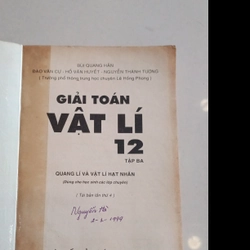 BÙI QUANG HÂN
ĐÀO VĂN CƯ - HỒ VĂN HUYẾT - NGUYỄN THÀNH TƯƠNG
( Trường phổ thông trung học chuyên Lê Hồng Phong )
GIẢI TOÁN
VẬT LÍ
12
TẬP BA
QUANG LÍ VÀ VẬT LÍ HẠT NHÂN
(Dùng cho học sinh các lớp chuyên)
( Tái bản lần thứ )
Nguyễn